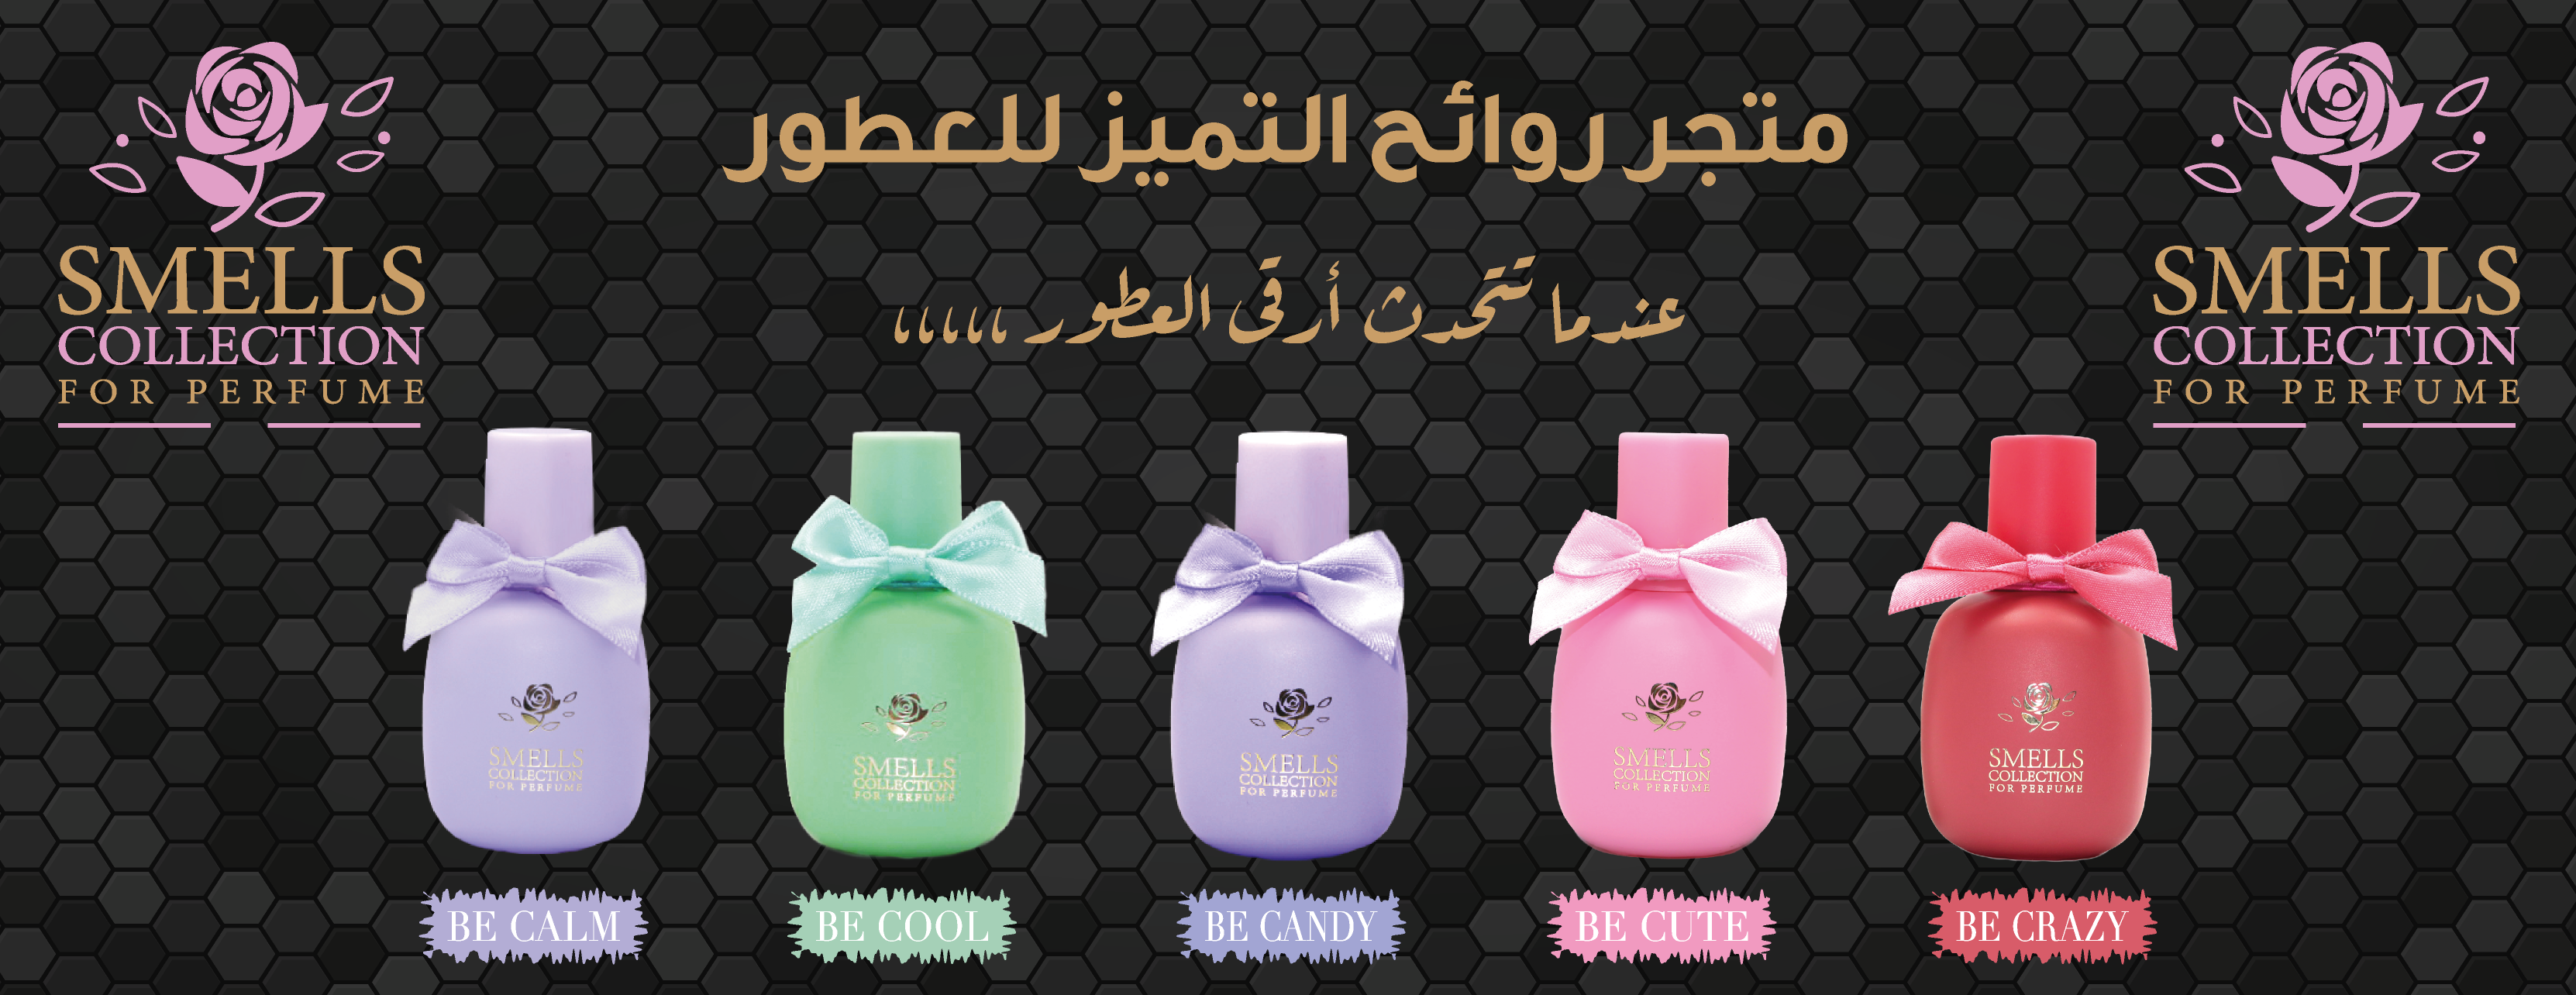 SMELLS
COLLECTION
FOR PERFUME
متجر روائح التميز للعطور
عندما تتحدث أرقى العطور ،،،،،،
SMELLS
COLLECTION
FOR PERFUME
SMELLS
COLLECTION
FOR PERFUME
SMELLS
COLLECTION
FOR PERFUME
SMELLS
COLLECTION
FOR PERFUME
SMELLS
COLLECTION
FOR PERFUME
SMELLS
COLLECTION
FOR PERFUME
BE CALM
BE COOL
BE CANDY
BE CUTE
BE CRAZY